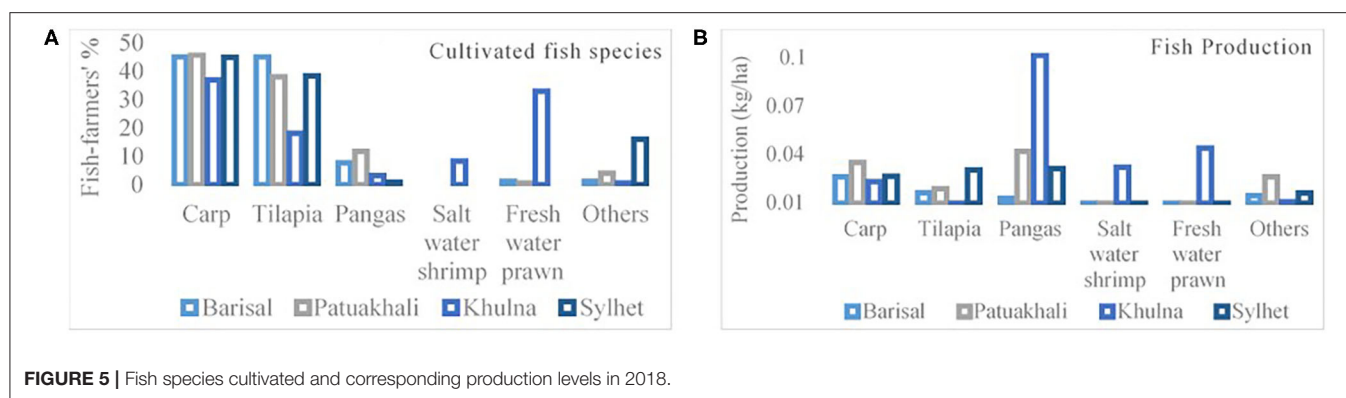 A
Cultivated fish species
Fish-farmers' %
50
40
30
20
10
0
Carp
Tilapia
Pangas
Salt
water
shrimp
Fresh
water
prawn
Others
Barisal Patuakhali Khulna Sylhet
B
Fish Production
Production (kg/ha)
0.1
0.07
0.04
0.01
Carp
Tilapia
Pangas
Salt
water
shrimp
Fresh
water
prawn
Others
Barisal Patuakhali Khulna Sylhet
FIGURE 5 | Fish species cultivated and corresponding production levels in 2018.